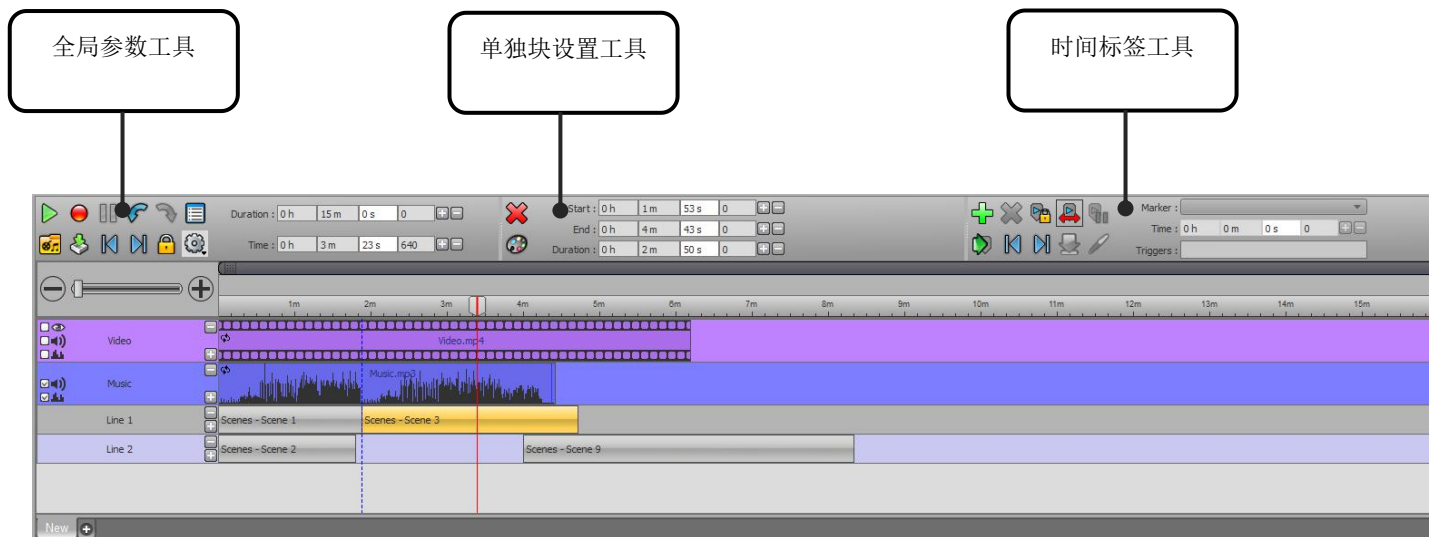 全局参数工具
单独块设置工具
时间标签工具
Duration : 0 h 15 m 0 s 0
Time : 0 h 3 m 23 s 640
Start : 0 h 1 m 53 s 0
End : 0 h 4 m 43 s 0
Duration : 0 h 2 m 50 s 0
Marker :
Time : 0 h 0 m 0 s 0
Triggers :
1m 2m 3m 4m 5m 6m 7m 8m 9m 10m 11m 12m 13m 14m 15m
Video Video.mp4
Music Music.mp3
Line 1 Scenes - Scene 1 Scenes - Scene 3
Line 2 Scenes - Scene 2 Scenes - Scene 9
New